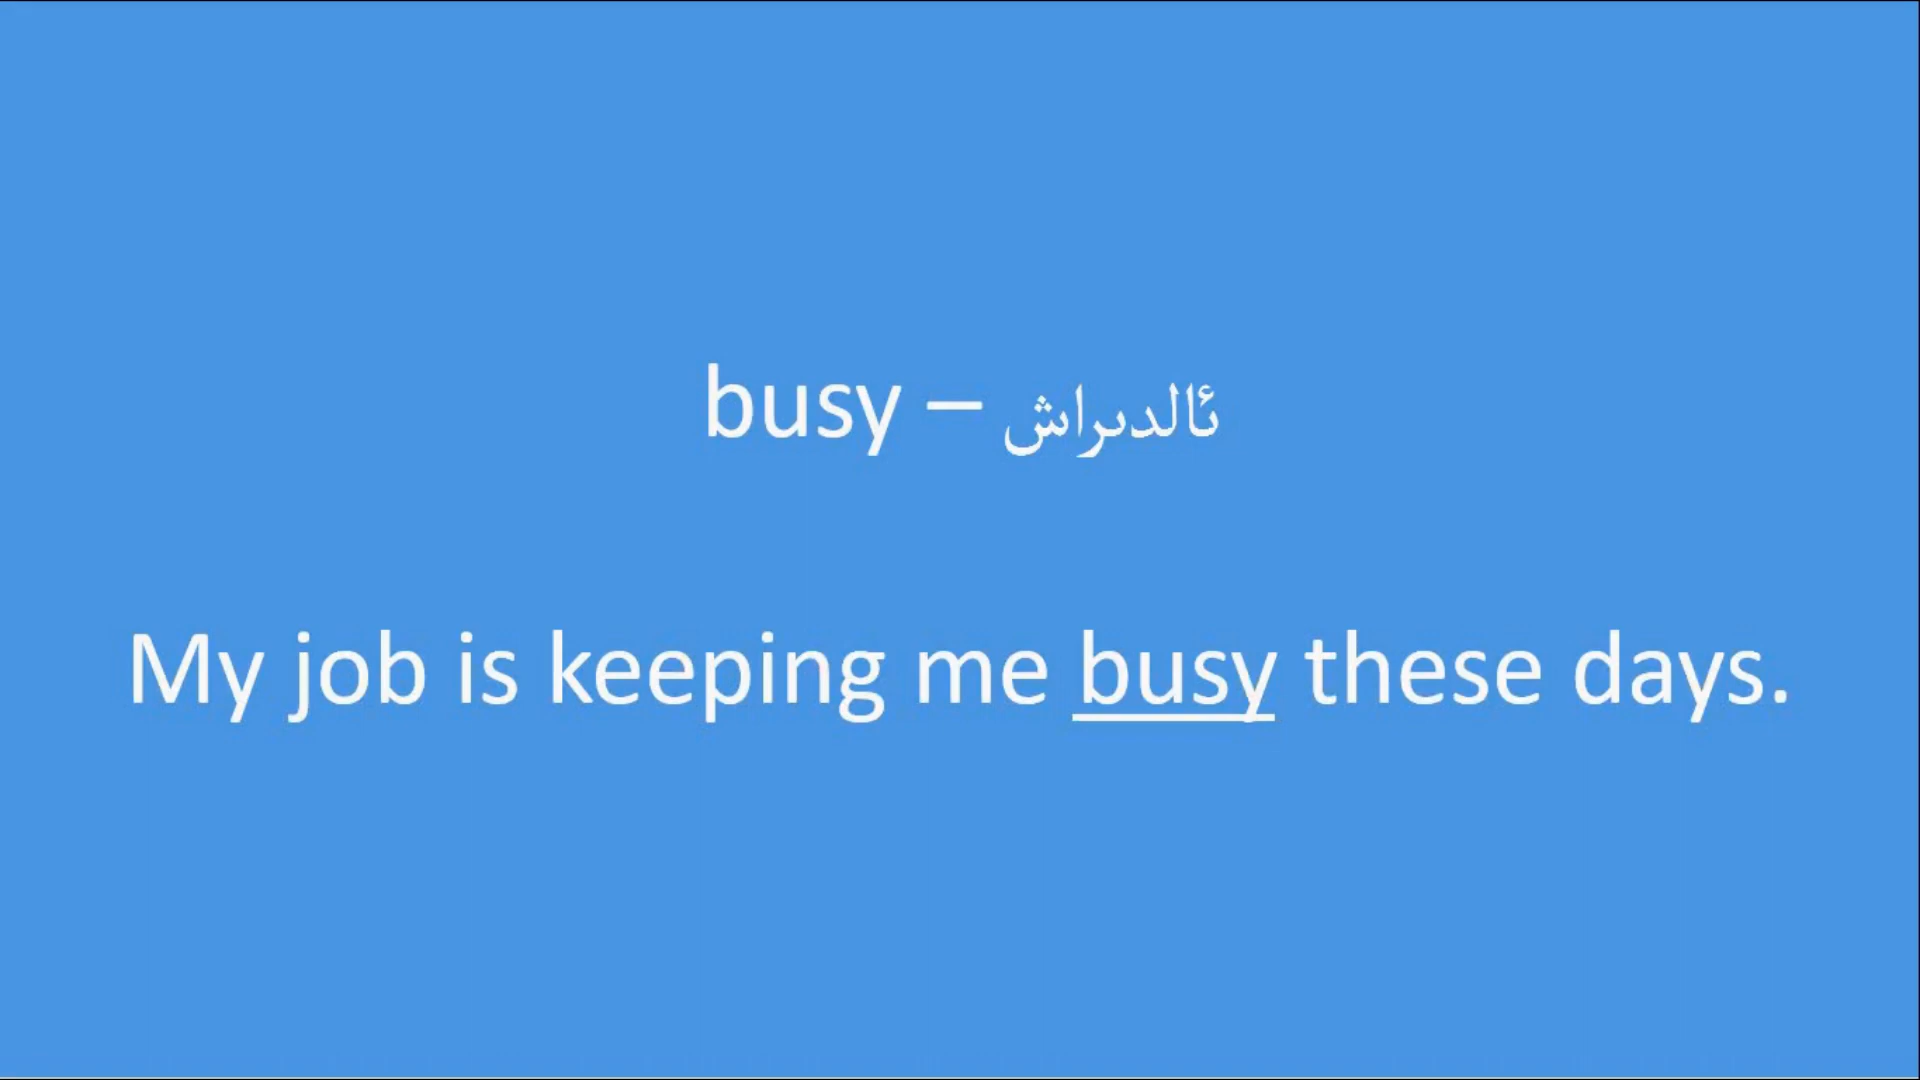 busy – ئالدىراش
My job is keeping me busy these days.